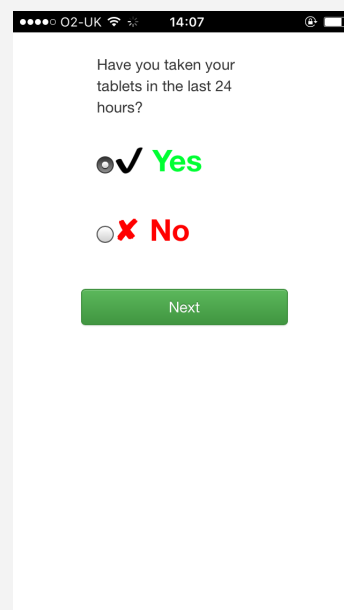 O2-UK 14:07
Have you taken your
tablets in the last 24
hours?
✔ Yes
✘ No
Next